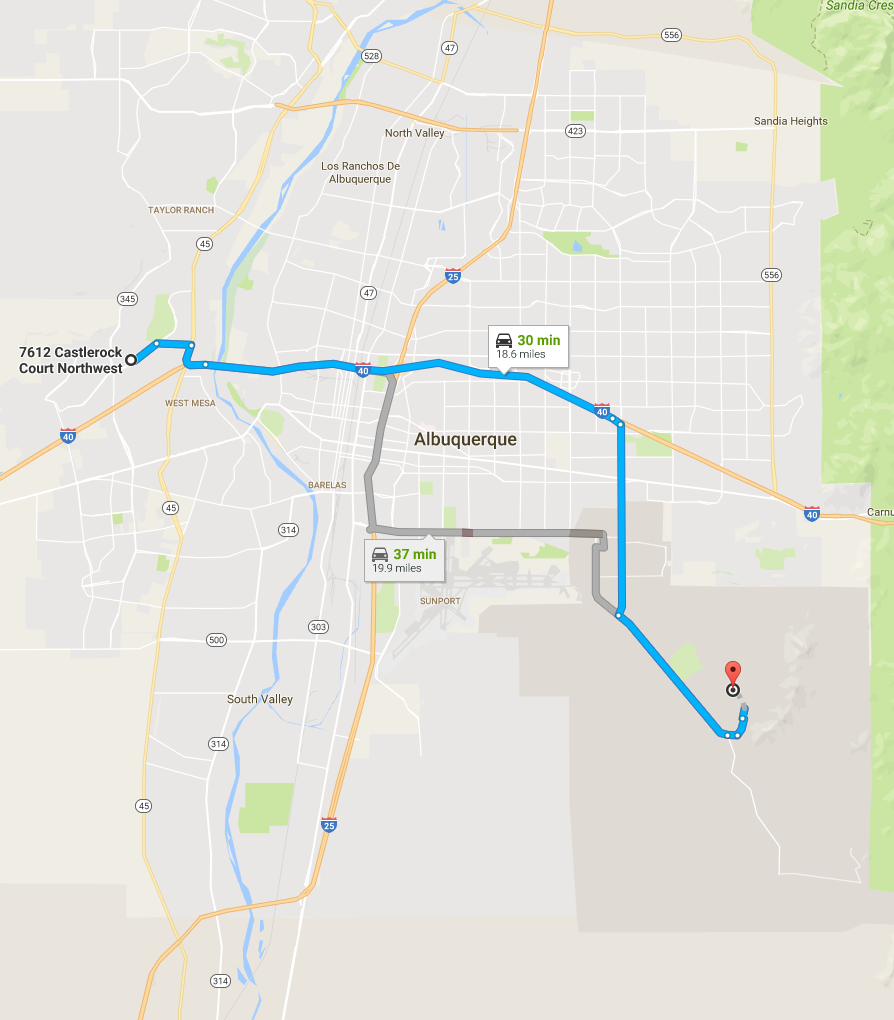 Sandia Cres
556
47
528
North Valley
423
Sandia Heights
Los Ranchos De
Albuquerque
TAYLOR RANCH
45
25
556
345
47
30 min
18.6 miles
7612 Castlerock
Court Northwest
40
WEST MESA
40
40
Albuquerque
BARELAS
45
40
Carnu
314
37 min
19.9 miles
SUNPORT
303
500
South Valley
314
45
25
314